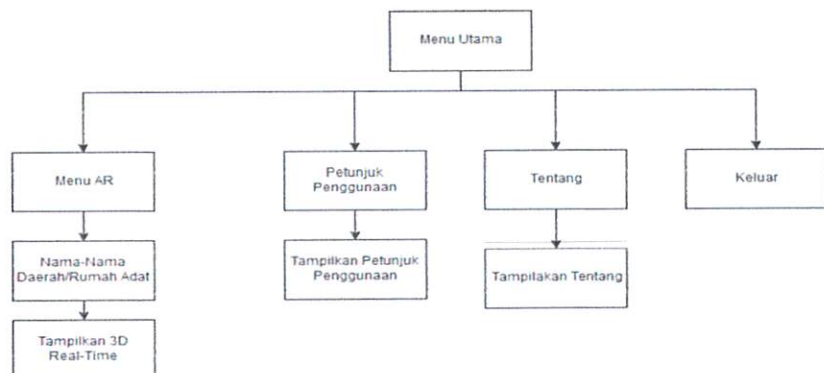 Menu Utama
Menu AR
Petunjuk
Penggunaan
Tentang
Keluar
Nama-Nama
Daerah/Rumah Adat
Tampilkan Petunjuk
Penggunaan
Tampilakan Tentang
Tampilkan 3D
Real-Time